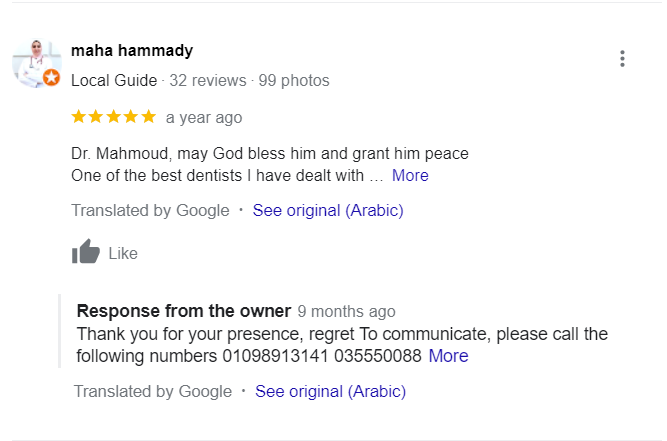 maha hammady
Local Guide · 32 reviews · 99 photos
a year ago
Dr. Mahmoud, may God bless him and grant him peace
One of the best dentists I have dealt with ... More
Translated by Google · See original (Arabic)
Like
Response from the owner 9 months ago
Thank you for your presence, regret To communicate, please call the
following numbers 01098913141 035550088 More
Translated by Google · See original (Arabic)